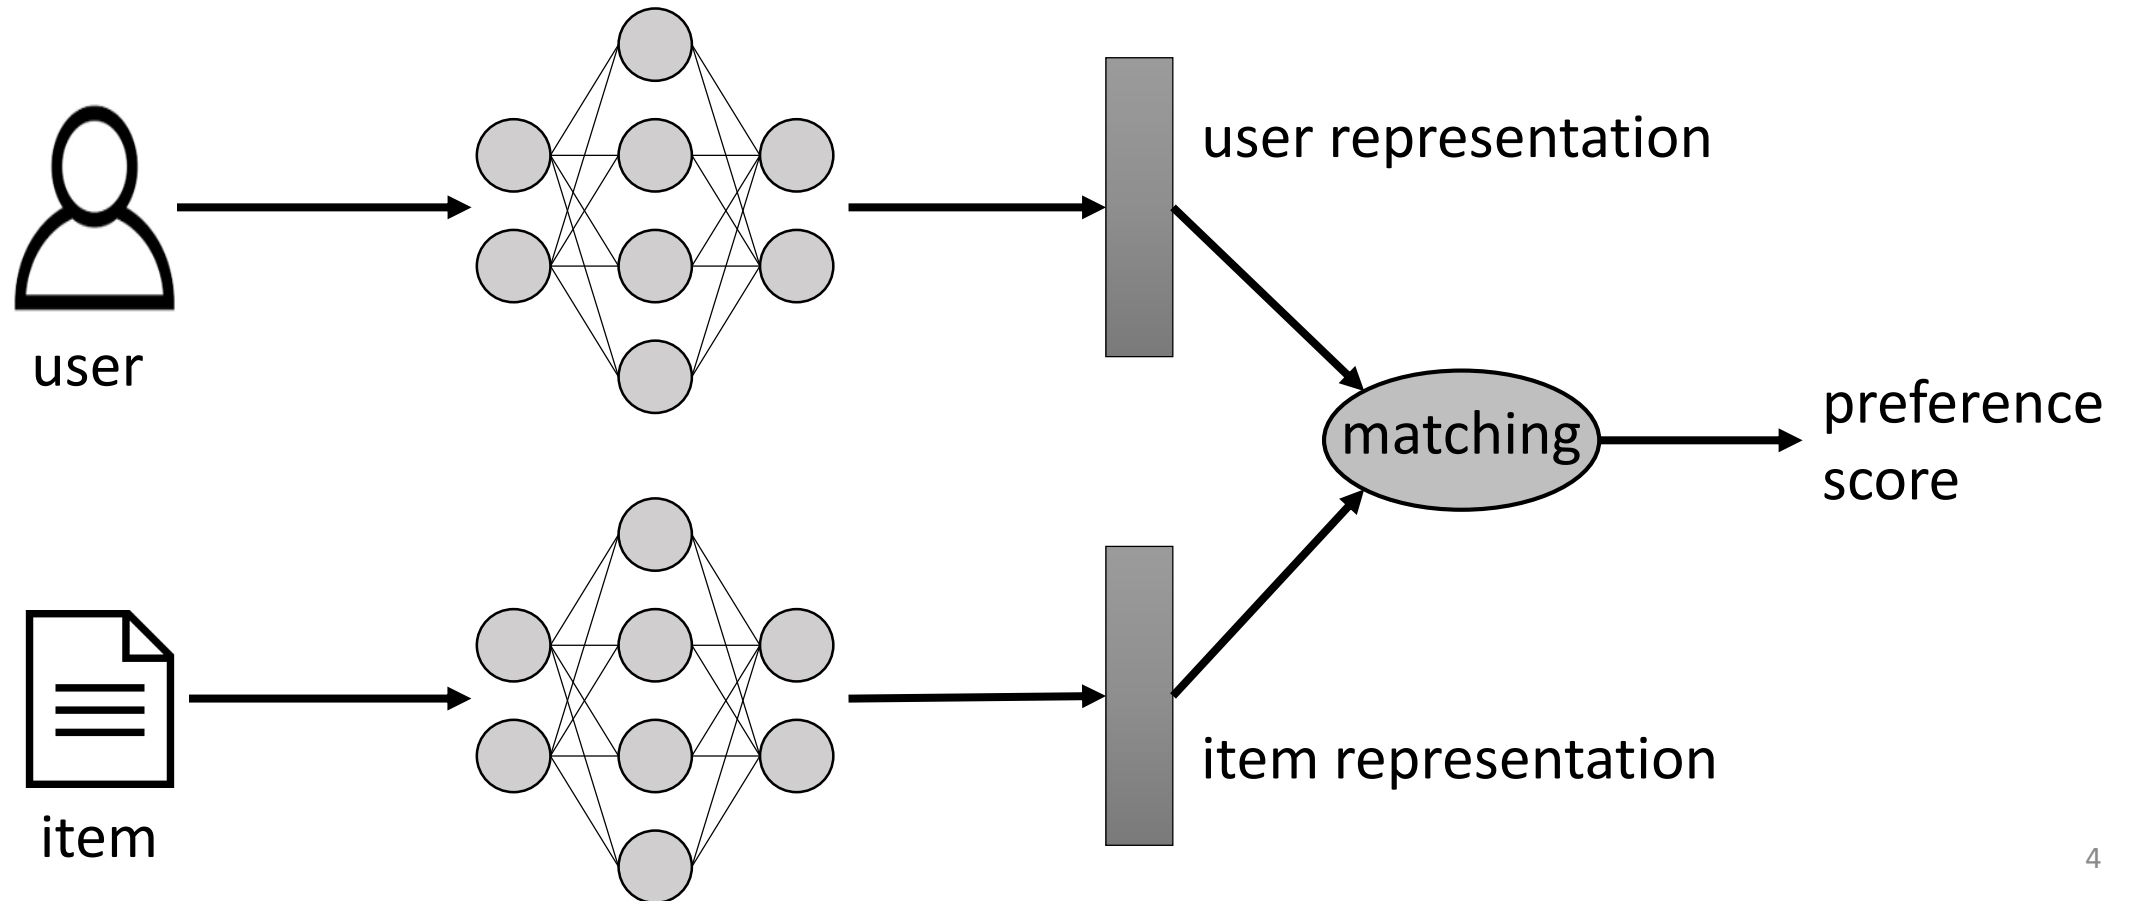 user representation
user
matching
preference
score
item representation
item
4